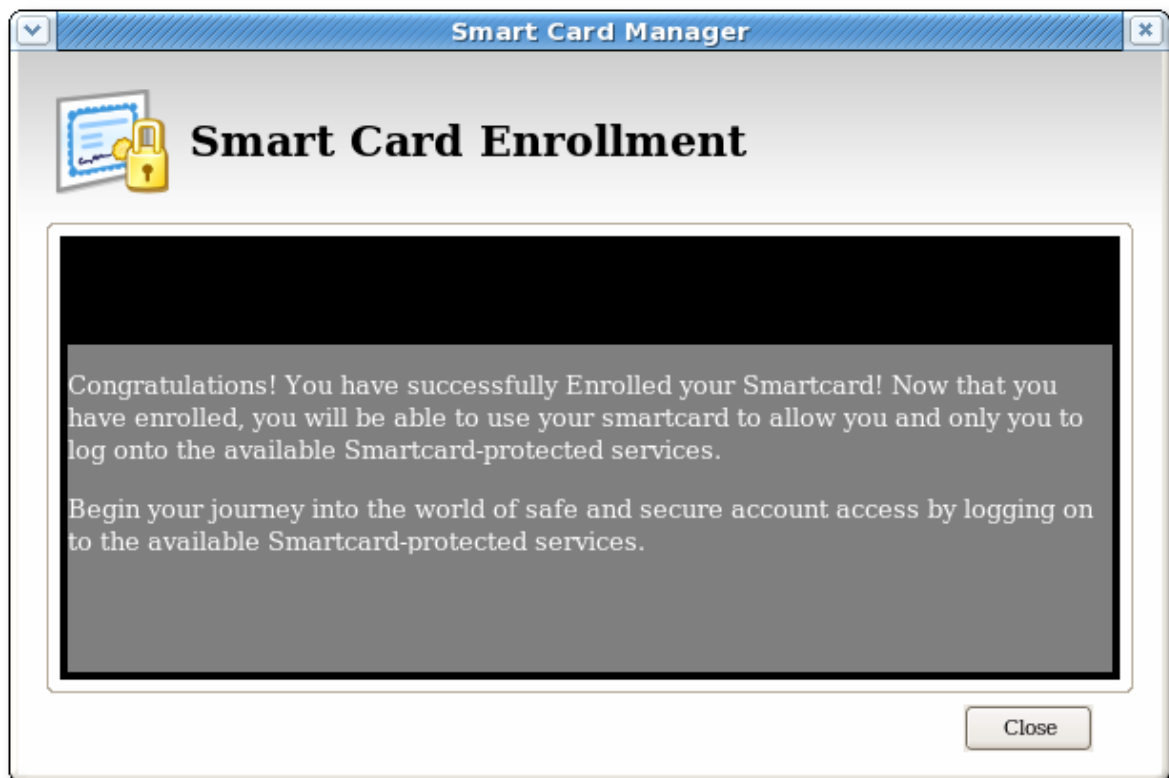 Smart Card Manager
Smart Card Enrollment
Congratulations! You have successfully Enrolled your Smartcard! Now that you
have enrolled, you will be able to use your smartcard to allow you and only you to
log onto the available Smartcard-protected services.
Begin your journey into the world of safe and secure account access by logging on
to the available Smartcard-protected services.
Close